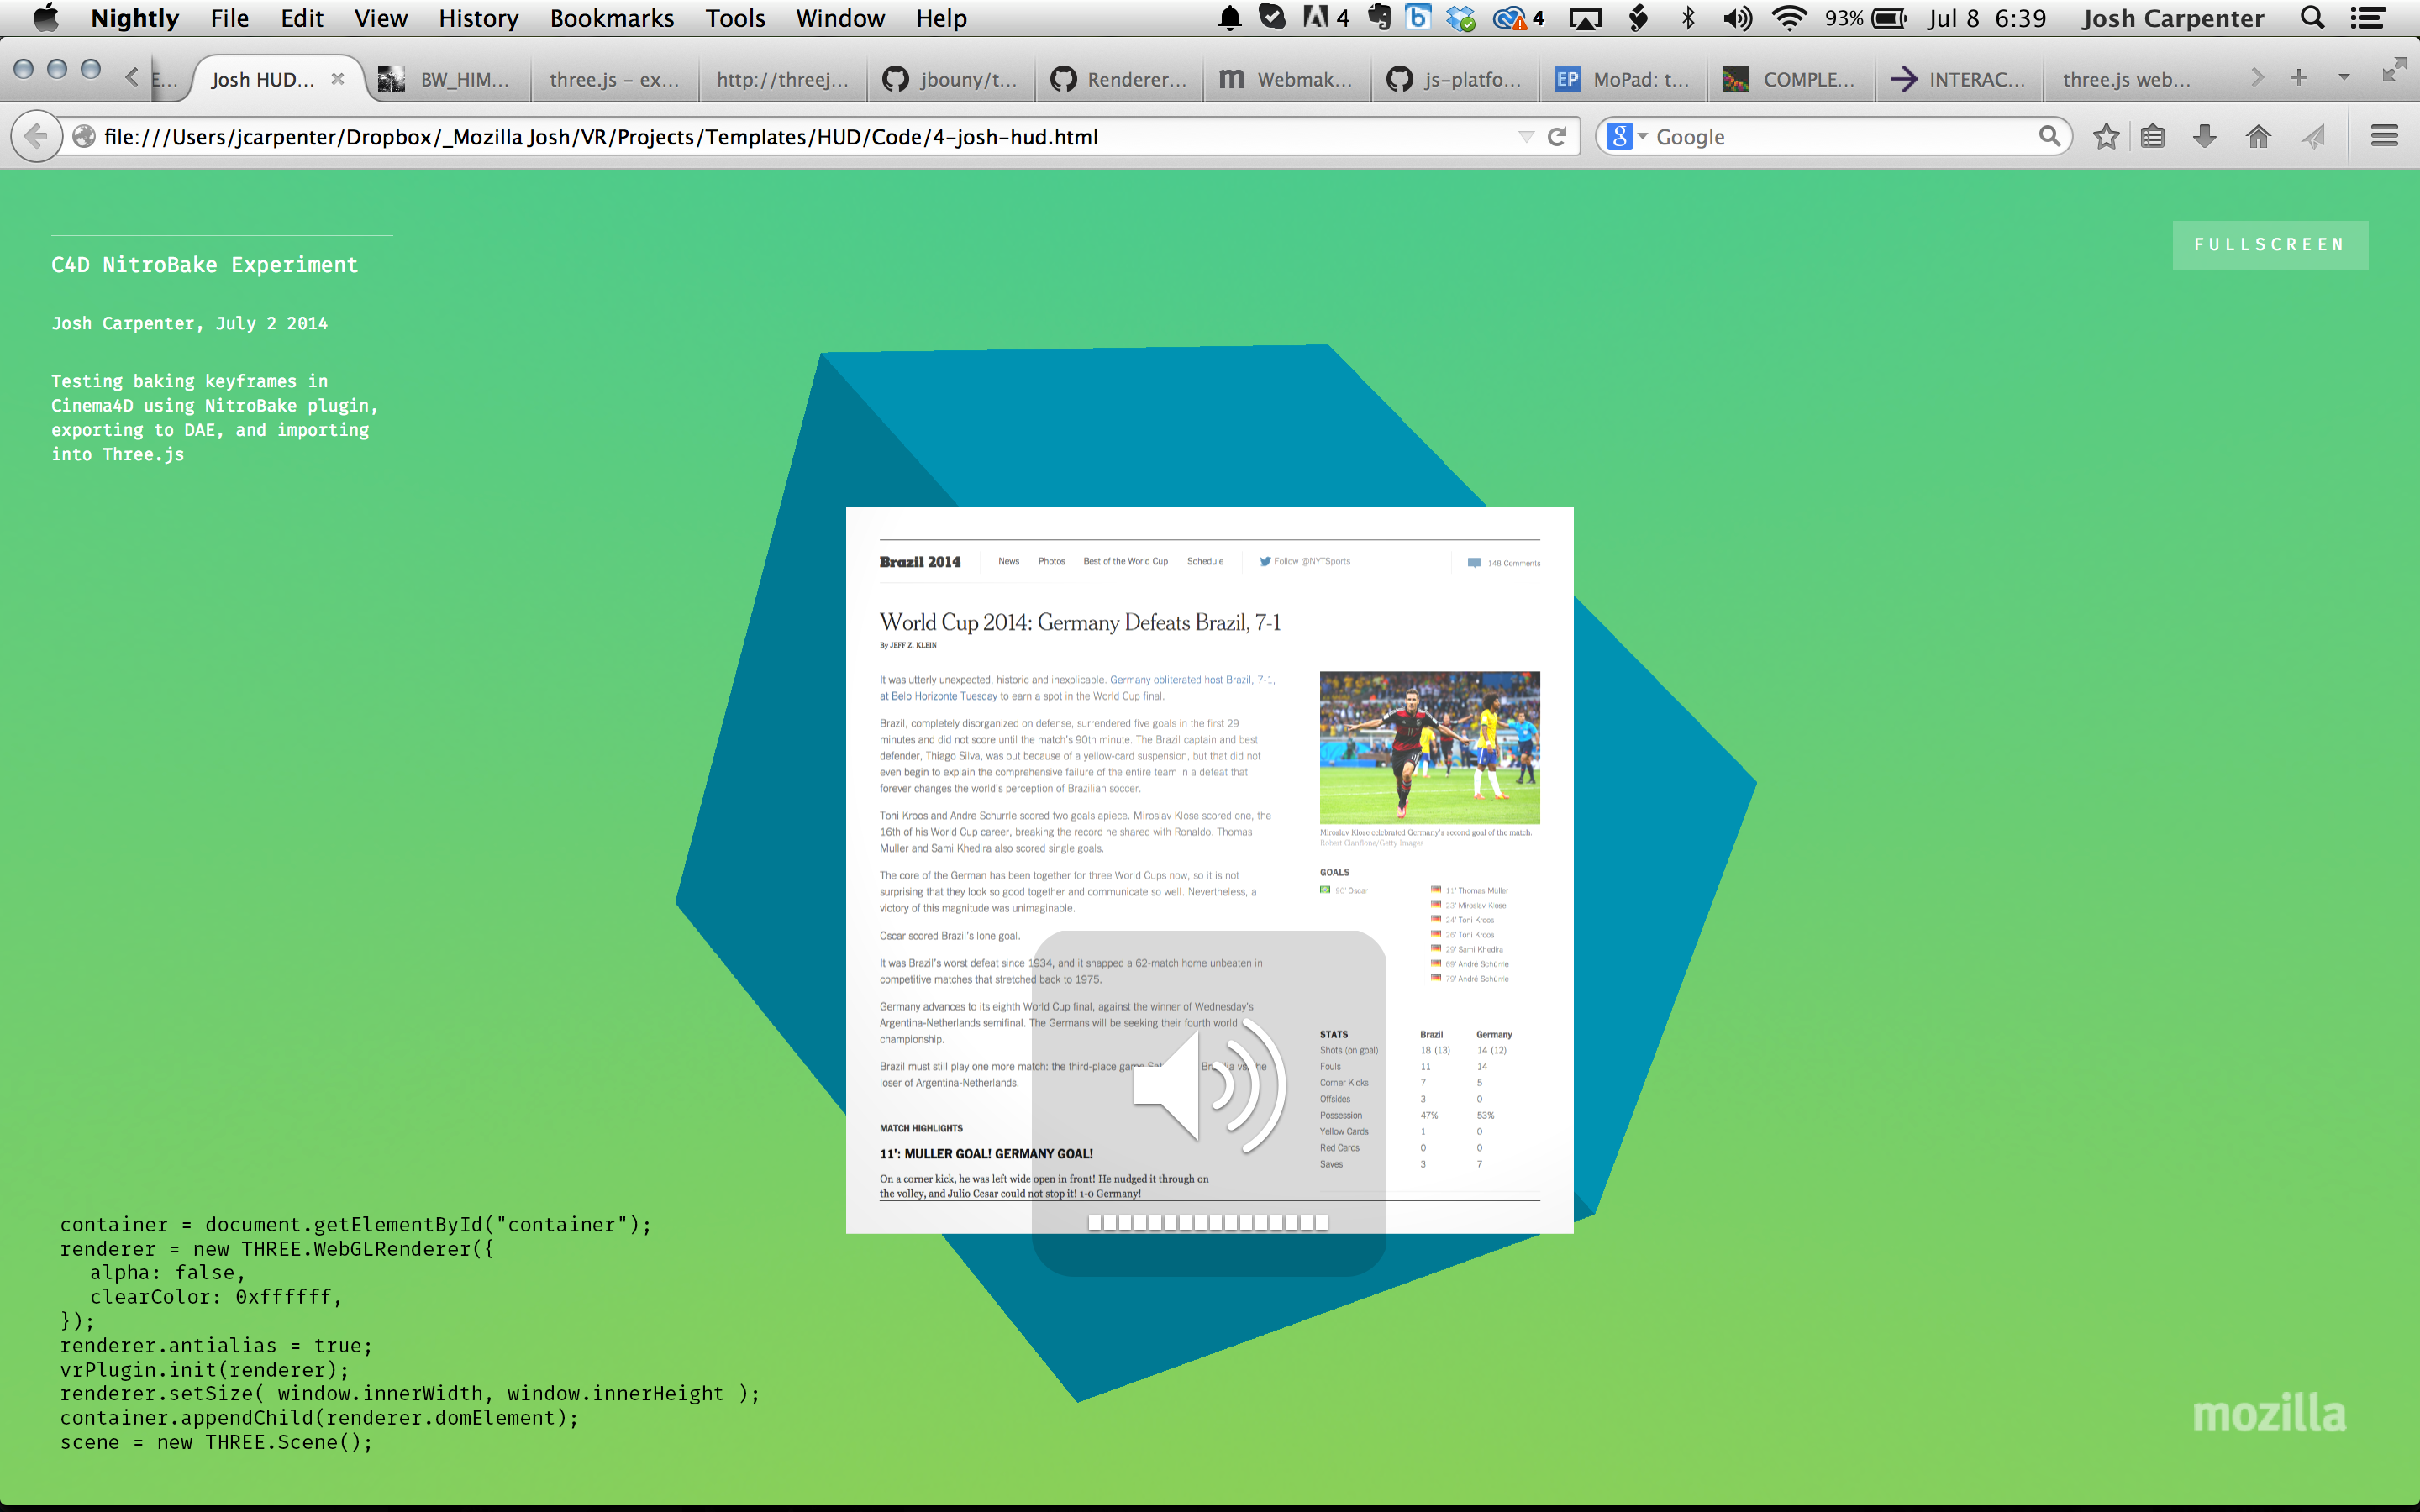 Nightly File Edit View History Bookmarks Tools Window Help 4 4 93% Jul 8 6:39 Josh Carpenter
E... Josh HUD... BW_HIM... three.js - ex... http://threej... jbouny/t... Renderer... Webmak... js-platfo... MoPad: t... COMPLE... INTERAC... three.js web...
file:///Users/jcarpenter/Dropbox/_Mozilla Josh/VR/Projects/Templates/HUD/Code/4-josh-hud.html Google
FULLSCREEN
C4D NitroBake Experiment
Josh Carpenter, July 2 2014
Testing baking keyframes in
Cinema4D using NitroBake plugin,
exporting to DAE, and importing
into Three.js
Brazil 2014 News Photos Best of the World Cup Schedule Follow @NYTSports 148 Comments
World Cup 2014: Germany Defeats Brazil, 7-1
By JEFF Z. KLEIN
It was utterly unexpected, historic and inexplicable. Germany obliterated host Brazil, 7-1,
at Belo Horizonte Tuesday to earn a spot in the World Cup final.
Brazil, completely disorganized on defense, surrendered five goals in the first 29
minutes and did not score until the match's 90th minute. The Brazil captain and best
defender, Thiago Silva, was out because of a yellow-card suspension, but that did not
even begin to explain the comprehensive failure of the entire team in a defeat that
forever changes the world's perception of Brazilian soccer.
Toni Kroos and Andre Schurrle scored two goals apiece. Miroslav Klose scored one, the
16th of his World Cup career, breaking the record he shared with Ronaldo. Thomas
Muller and Sami Khedira also scored single goals.
The core of the German has been together for three World Cups now, so it is not
surprising that they look so good together and communicate so well. Nevertheless, a
victory of this magnitude was unimaginable.
Oscar scored Brazil's lone goal.
It was Brazil's worst defeat since 1934, and it snapped a 62-match home unbeaten in
competitive matches that stretched back to 1975.
Germany advances to its eighth World Cup final, against the winner of Wednesday's
Argentina-Netherlands semifinal. The Germans will be seeking their fourth world
championship.
Brazil must still play one more match: the third-place game
loser of Argentina-Netherlands.
MATCH HIGHLIGHTS
11': MULLER GOAL! GERMANY GOAL!
On a corner kick, he was left wide open in front! He nudged it through on
the volley, and Julio Cesar could not stop it! 1-0 Germany!
Miroslav Klose celebrated Germany's second goal of the match.
Getty Images
GOALS
90' Oscar
11' Thomas Müller
23' Miroslav Klose
24' Toni Kroos
26' Toni Kroos
29' Sami Khedira
69' André Schürrle
79' André Schürrle
STATS Brazil Germany
Shots (on goal) 18 (13) 14 (12)
Fouls 11 14
Corner Kicks 7 5
Offsides 3 0
Possession 47% 53%
Yellow Cards 1 0
Red Cards 0 0
Saves 3 7
container = document.getElementById("container");
renderer = new THREE.WebGLRenderer({
alpha: false,
clearColor: 0xffffff,
});
renderer.antialias = true;
vrPlugin.init(renderer);
renderer.setSize( window.innerWidth, window.innerHeight );
container.appendChild(renderer.domElement);
scene = new THREE.Scene();
mozilla